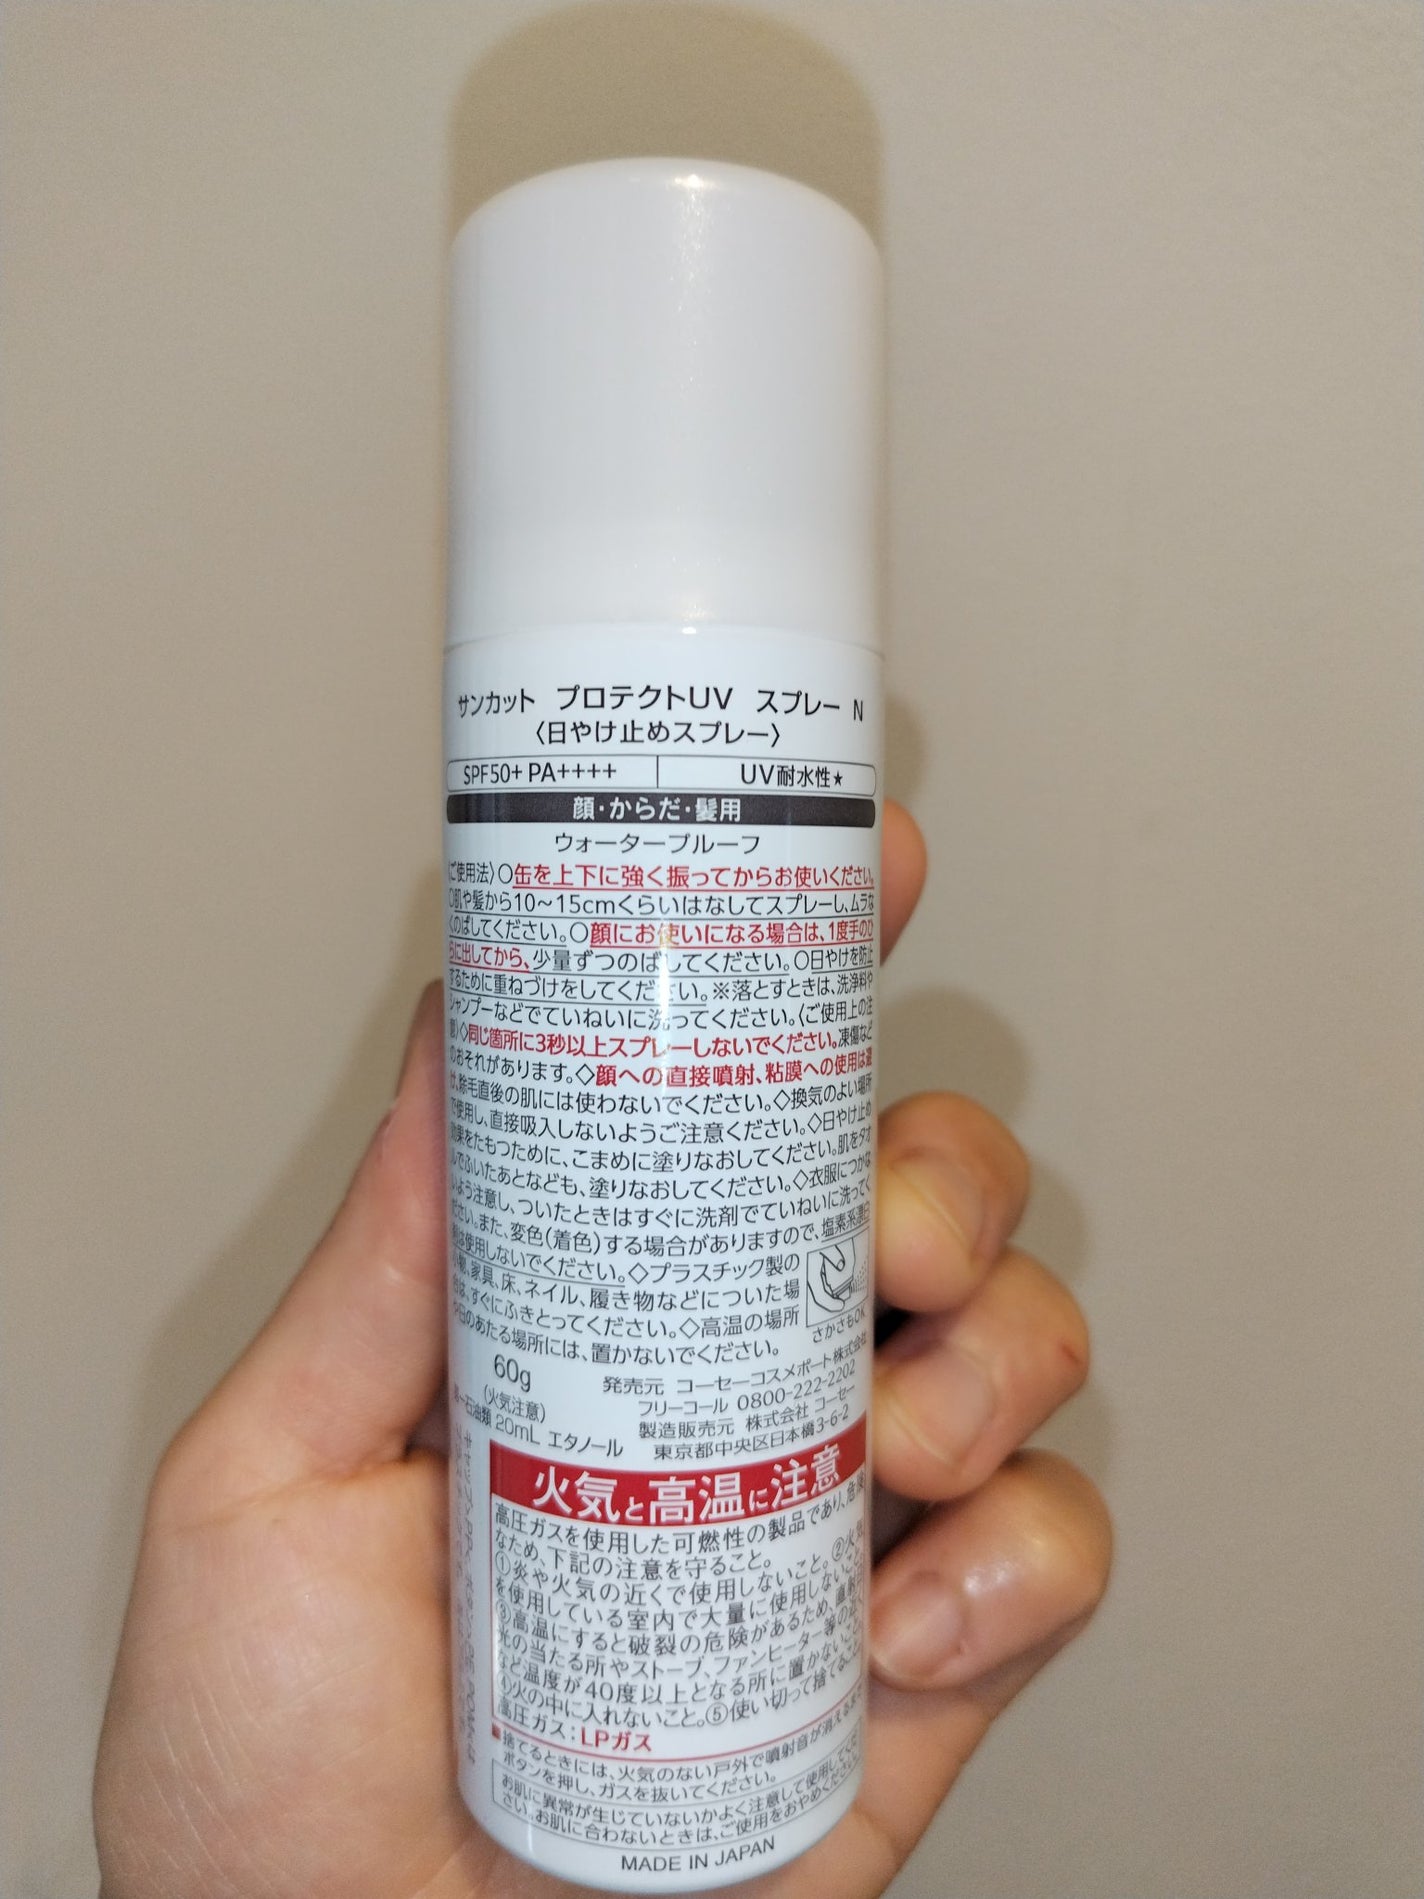 サンカット プロテクトUV スプレー N
〈日やけ止めスプレー〉
SPF50+ PA++++
UV耐水性★
顔・からだ・髪用
ウォータープルーフ
〈ご使用法〉○缶を上下に強く振ってからお使いください。
○肌や髪から10〜15cmくらいはなしてスプレーし、ムラな
くのばしてください。○顔にお使いになる場合は、1度手のひ
らに出してから、少量ずつのばしてください。○日やけを防止
するために重ねづけをしてください。※落とすときは、洗浄料や
シャンプーなどでていねいに洗ってください。〈ご使用上の注
意〉◇同じ箇所に3秒以上スプレーしないでください。凍傷など
のおそれがあります。◇顔への直接噴射、粘膜への使用は避
け、除毛直後の肌には使わないでください。◇換気のよい場所
で使用し、直接吸入しないようご注意ください。◇日やけ止め
効果をたもつために、こまめに塗りなおしてください。肌をタオ
ルでふいたあとなども、塗りなおしてください。◇衣服につかな
いよう注意し、ついたときはすぐに洗剤でていねいに洗ってく
ださい。また、変色(着色)する場合がありますので、塩素系漂白
剤は使用しないでください。◇プラスチック製の
小物、家具、床、ネイル、履き物などについた場
合は、すぐにふきとってください。◇高温の場所
や日のあたる場所には、置かないでください。
さかさもOK
60g
(火気注意)
第一石油類 20mL エタノール
発売元 コーセーコスメポート株式会社
フリーコール 0800-222-2202
製造販売元 株式会社 コーセー
東京都中央区日本橋3-6-2
火気と高温に注意
高圧ガスを使用した可燃性の製品であり、危険
なため、下記の注意を守ること。
①炎や火気の近くで使用しないこと。②火気
を使用している室内で大量に使用しないこと。
③高温にすると破裂の危険があるため、直射日
光の当たる所やストーブ、ファンヒーター等の近く
など温度が40度以上となる所に置かないこと。
④火の中に入れないこと。⑤使い切って捨てること。
高圧ガス：LPガス
■捨てるときには、火気のない戸外で噴射音が消えるまで
ボタンを押し、ガスを抜いてください。
お肌に異常が生じていないかよく注意して使用してくだ
さい。お肌に合わないときは、ご使用をおやめください。
MADE IN JAPAN